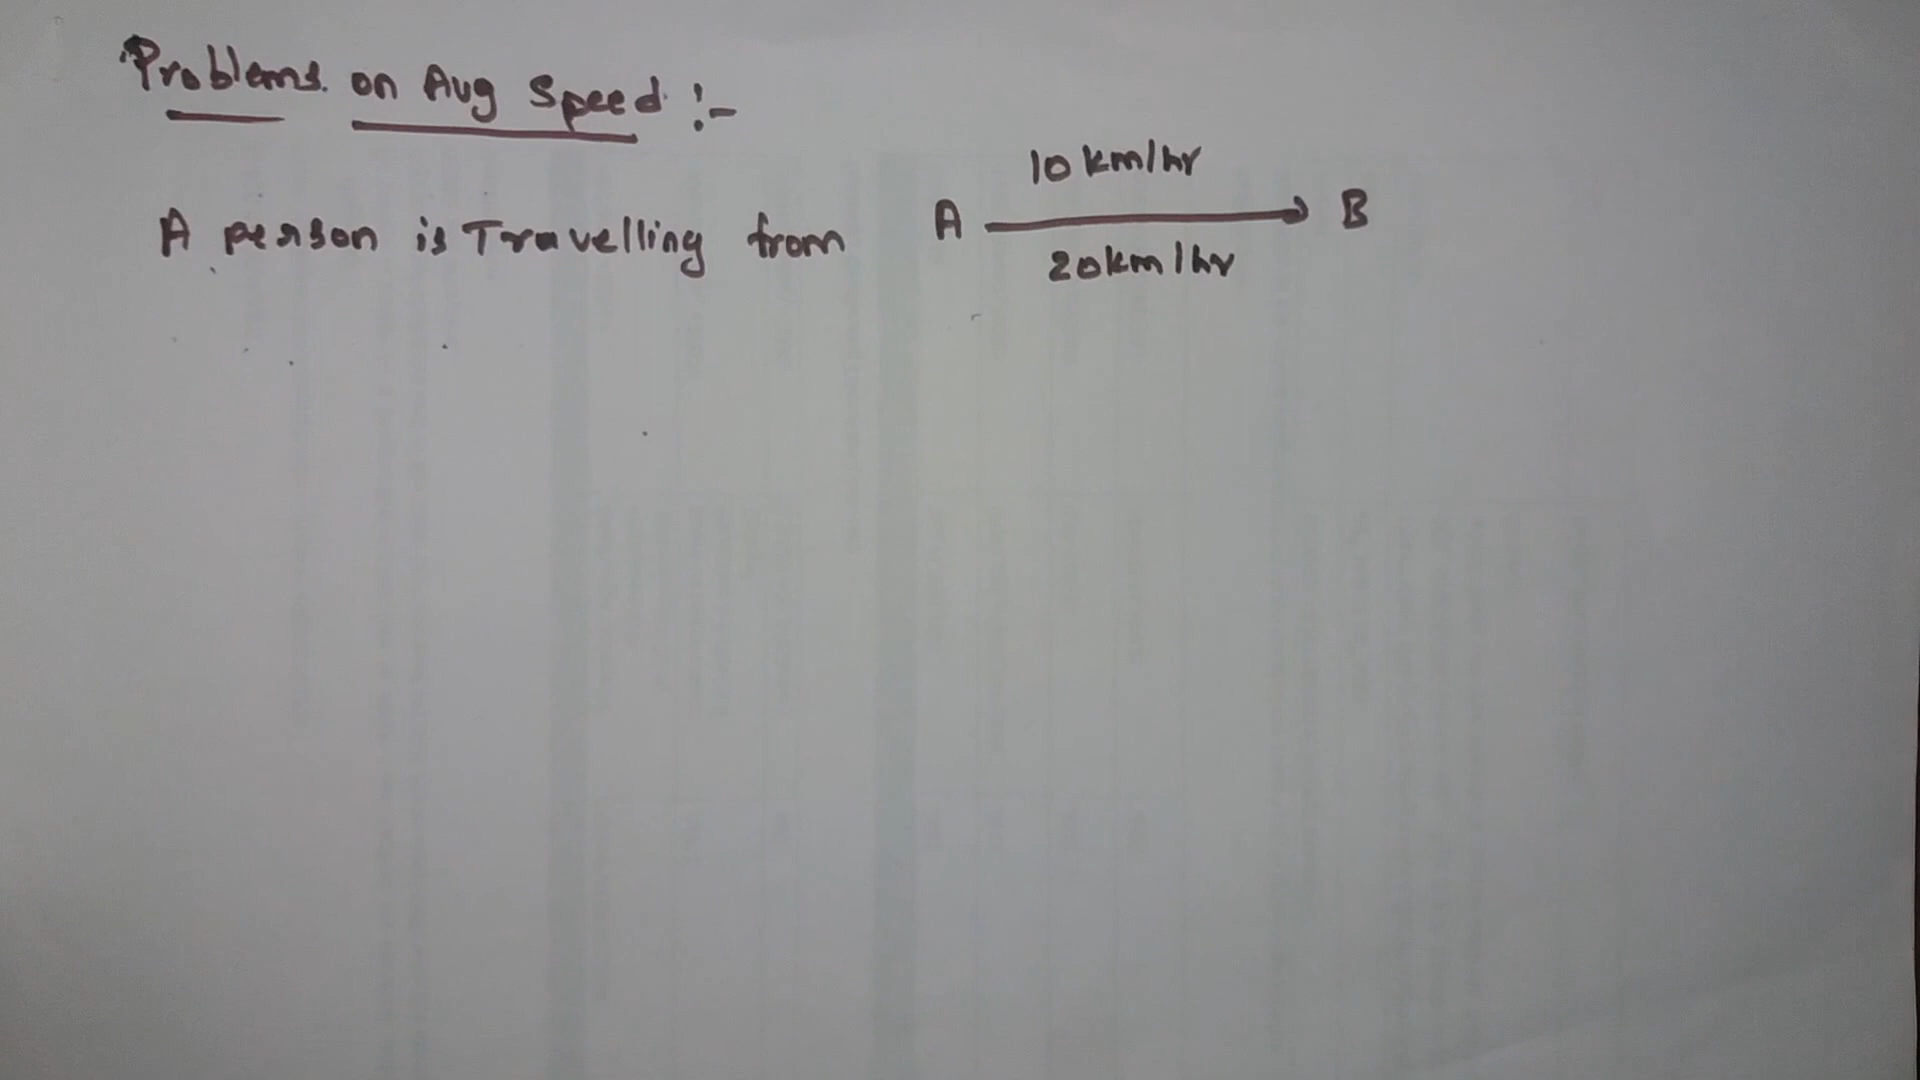 Problems on Avg Speed :-
10 km/hr
A person is Travelling from A B
20 km/hr